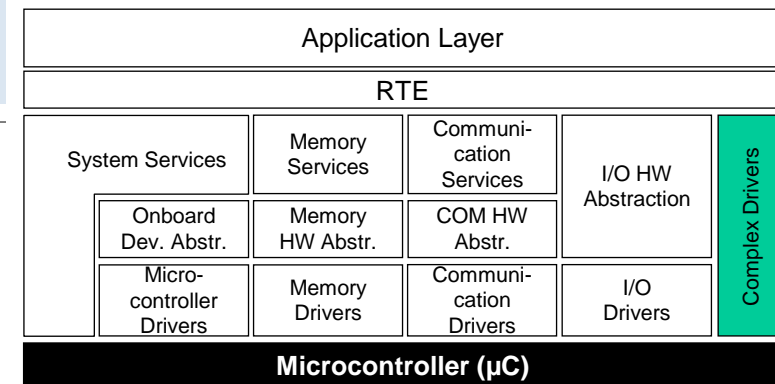 Application Layer
RTE
System Services
Memory
Services
Communi-
cation
Services
I/O HW
Abstraction
Complex Drivers
Onboard
Dev. Abstr.
Memory
HW Abstr.
COM HW
Abstr.
Micro-
controller
Drivers
Memory
Drivers
Communi-
cation
Drivers
I/O
Drivers
Microcontroller (µC)